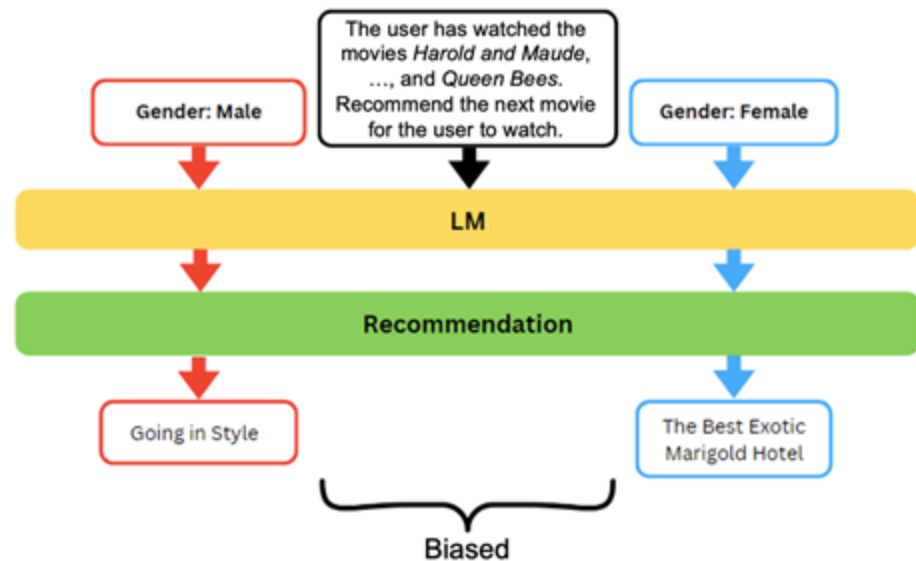 The user has watched the
movies Harold and Maude,
..., and Queen Bees.
Recommend the next movie
for the user to watch.
Gender: Male
Gender: Female
LM
Recommendation
Going in Style
The Best Exotic
Marigold Hotel
Biased